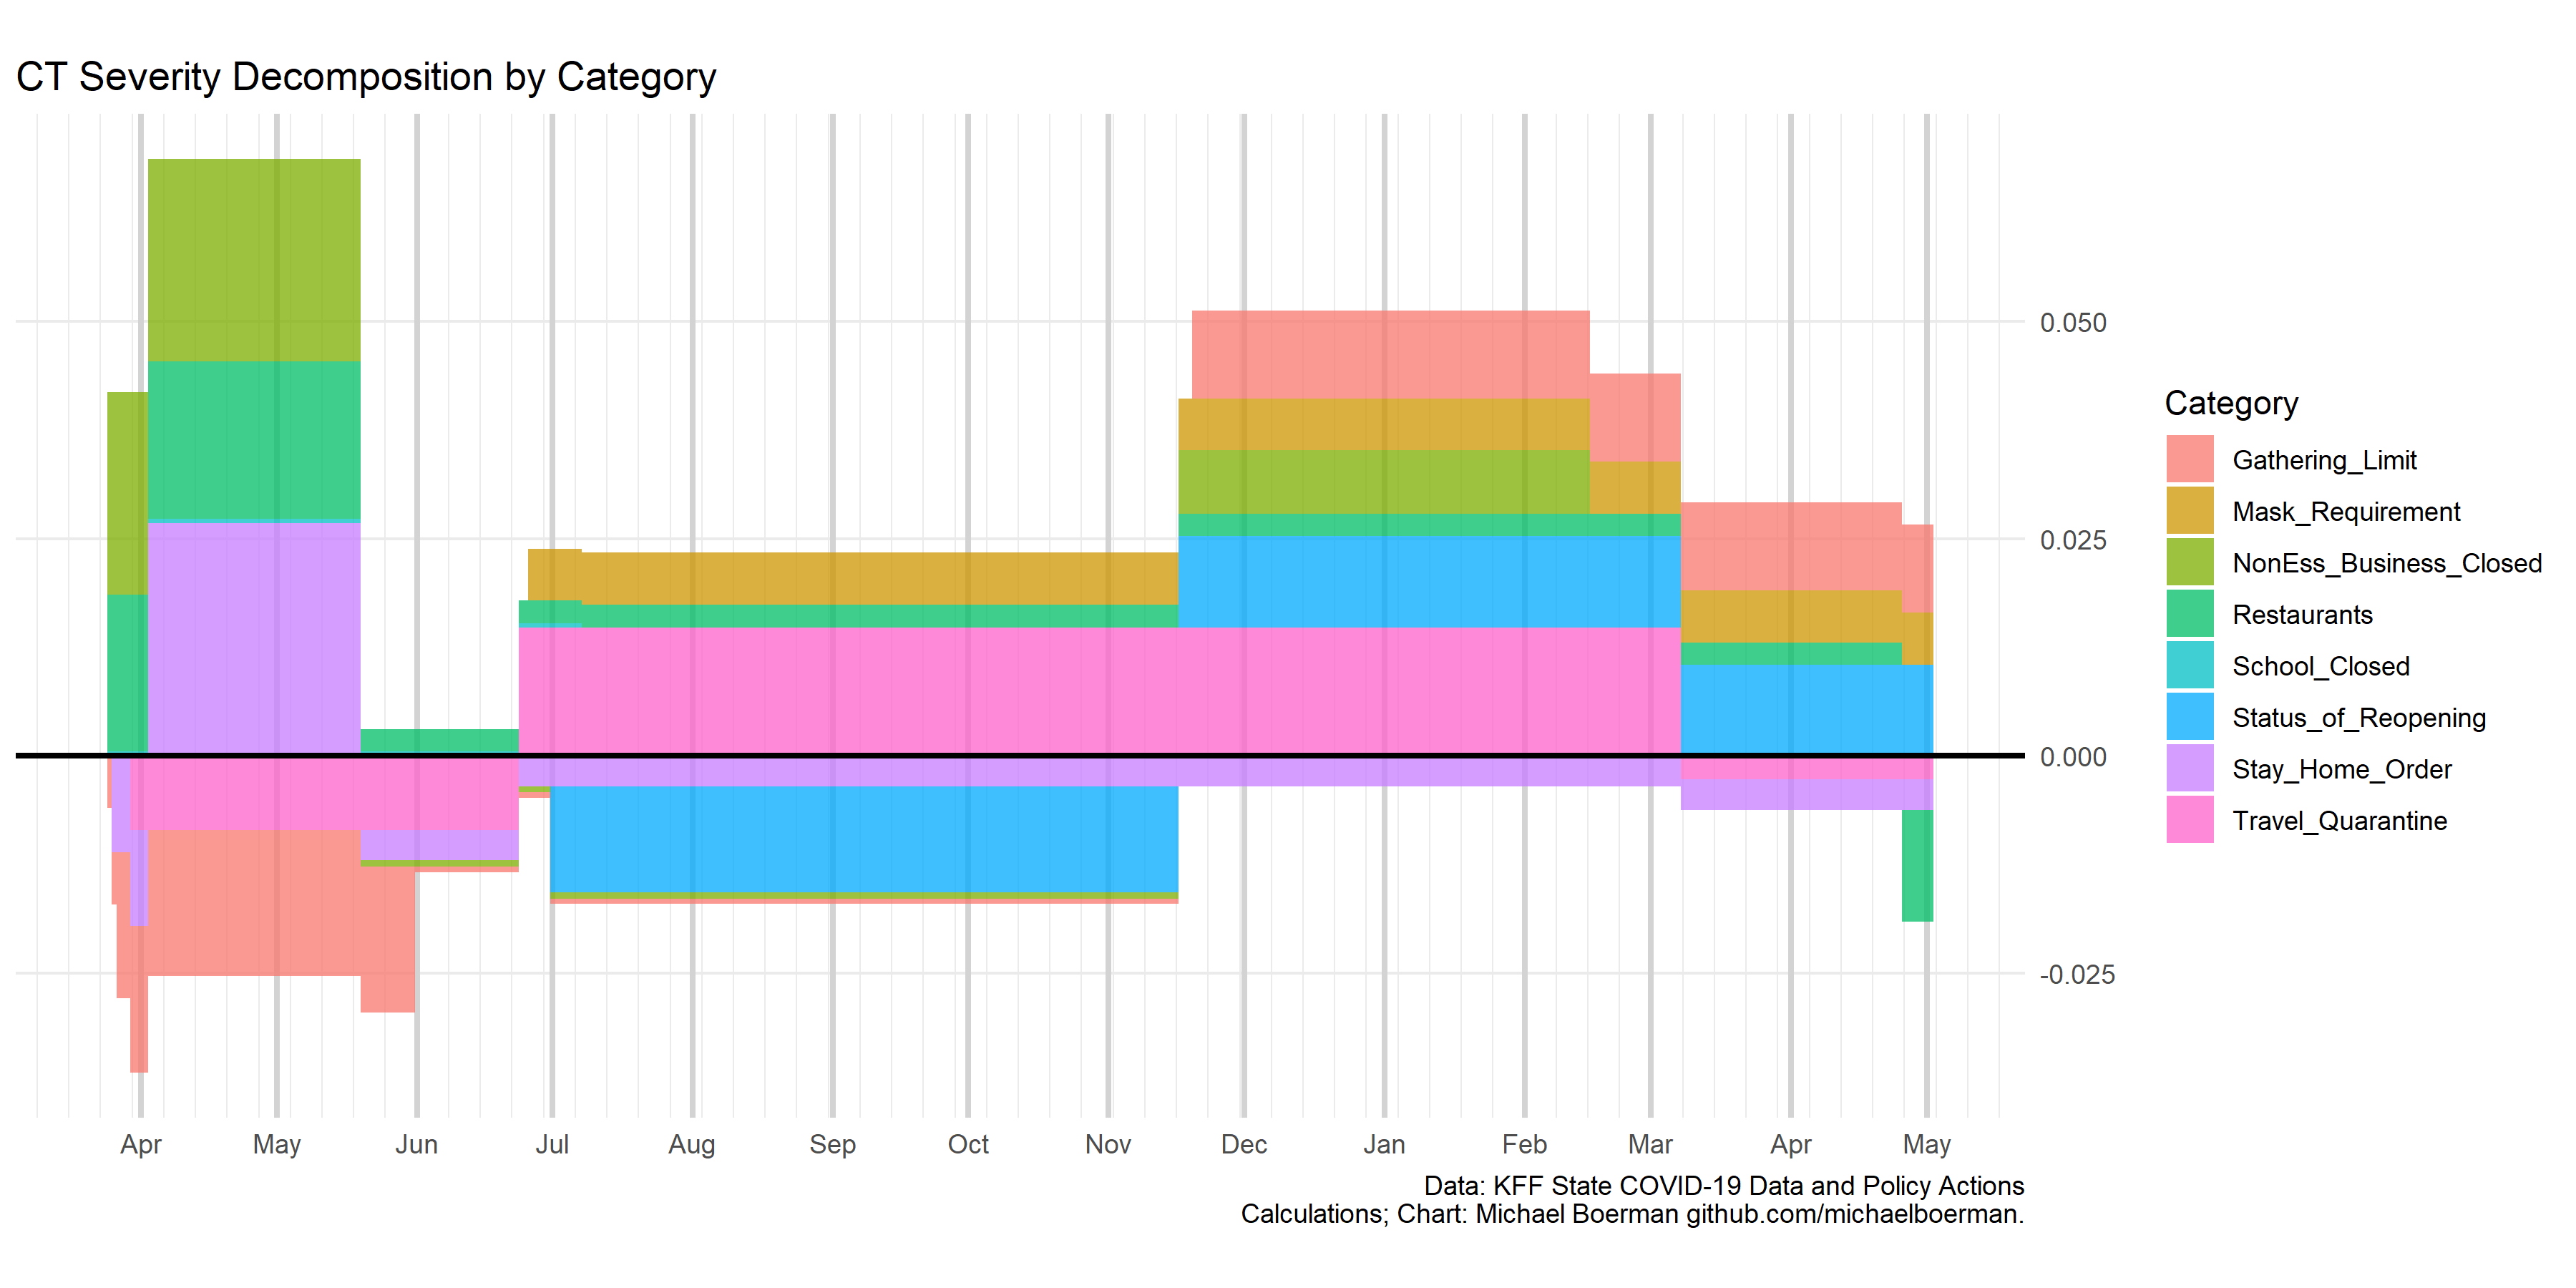 CT Severity Decomposition by Category
0.050
0.025
0.000
-0.025
Category
Gathering_Limit
Mask_Requirement
NonEss_Business_Closed
Restaurants
School_Closed
Status_of_Reopening
Stay_Home_Order
Travel_Quarantine
Apr May Jun Jul Aug Sep Oct Nov Dec Jan Feb Mar Apr May
Data: KFF State COVID-19 Data and Policy Actions
Calculations; Chart: Michael Boerman github.com/michaelboerman.